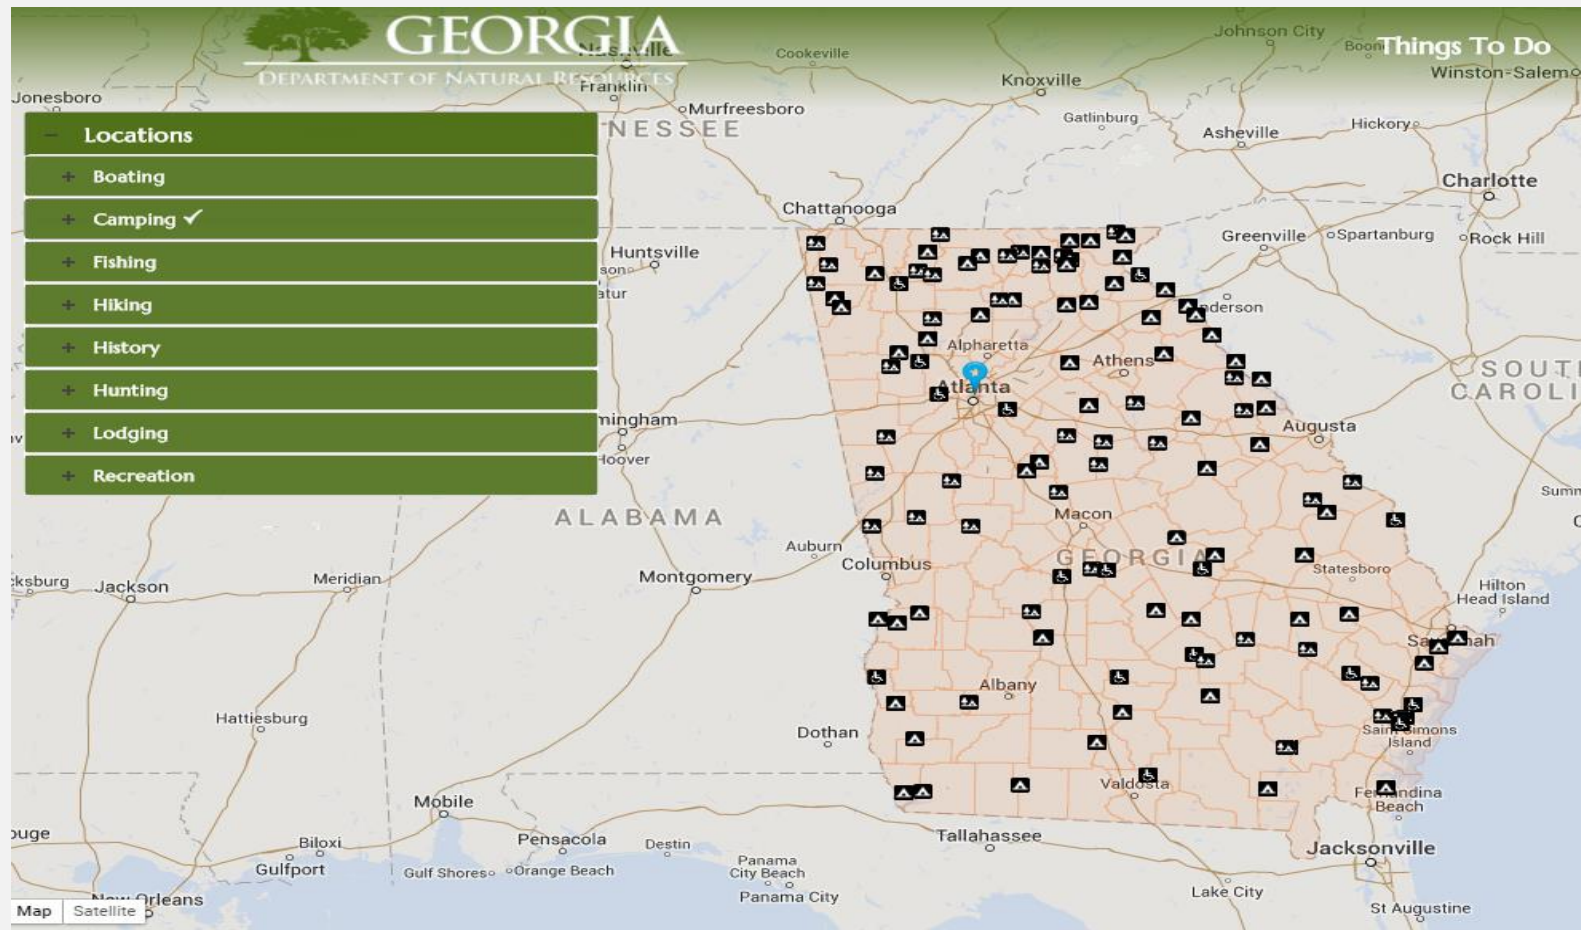 GEORGIA
DEPARTMENT OF NATURAL RESOURCES
Things To Do
Locations
Boating
Camping
Fishing
Hiking
History
Hunting
Lodging
Recreation
Johnson City
Cookeville
Winston-Salem
Knoxville
Franklin
Jonesboro
Murfreesboro
NESSEE
Gatlinburg
Asheville
Hickory
Charlotte
Chattanooga
Greenville
Spartanburg
Rock Hill
Huntsville
Alpharetta
Athens
Atlanta
Augusta
Hoover
ALABAMA
Macon
Auburn
GEORGIA
Columbus
Statesboro
Montgomery
Jackson
Meridian
Hilton
Head Island
Albany
Hattiesburg
Dothan
Island
Valdosta
Beach
Mobile
Tallahassee
Jacksonville
Biloxi
Pensacola
Destin
Gulfport
Gulf Shores
Orange Beach
Panama
City Beach
Panama City
Lake City
St Augustine
Map
Satellite